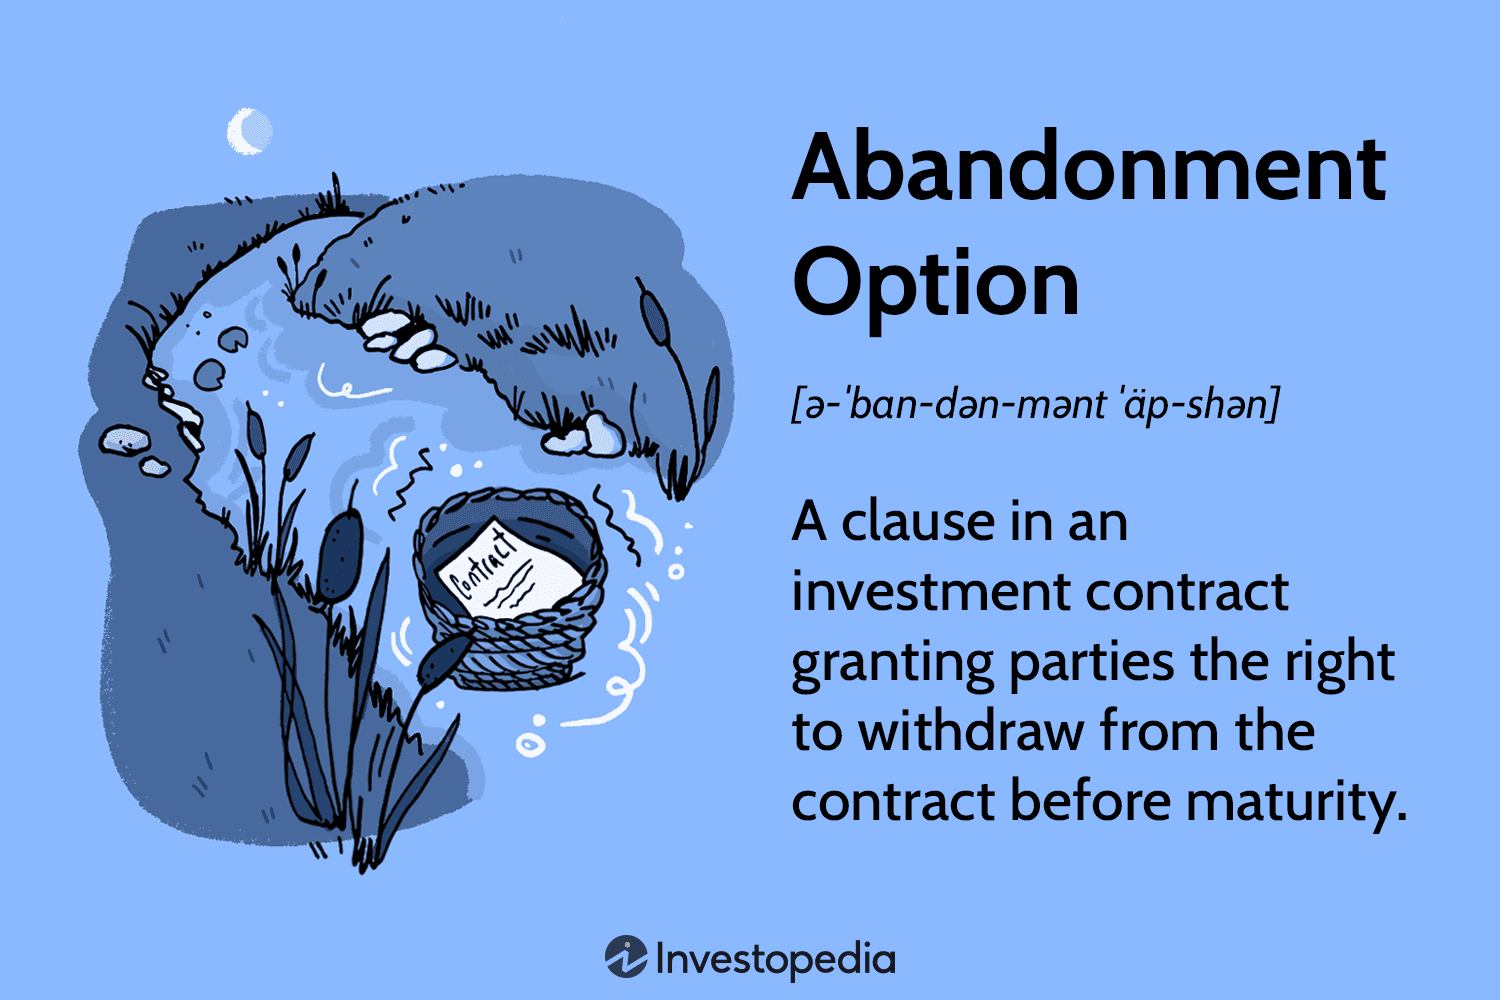 Abandonment
Option
[ə-ˈban-dən-mənt ˈäp-shən]
A clause in an
investment contract
granting parties the right
to withdraw from the
contract before maturity.
Contract
Investopedia